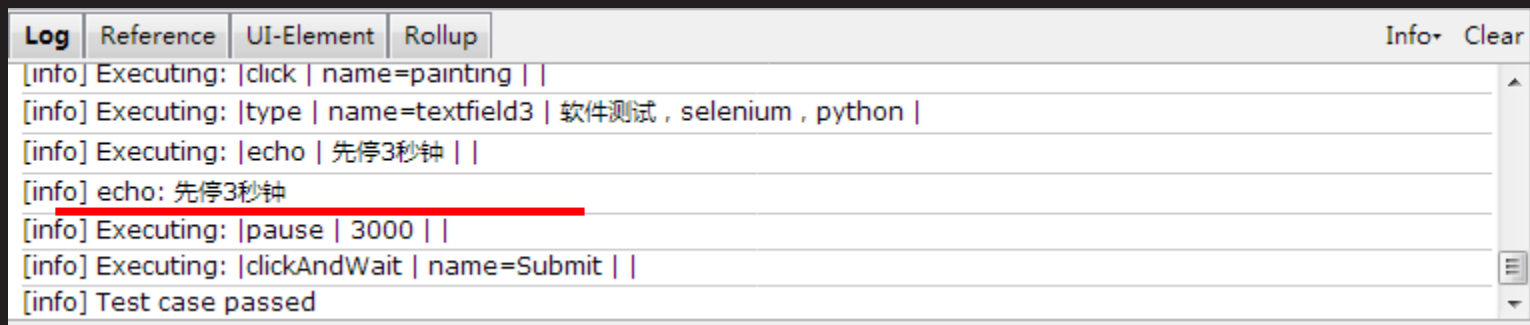 Log Reference UI-Element Rollup Info Clear
[info] Executing: |click | name=painting | |
[info] Executing: |type | name=textfield3 | 软件测试，selenium，python |
[info] Executing: |echo | 先停3秒钟 | |
[info] echo: 先停3秒钟
[info] Executing: |pause | 3000 | |
[info] Executing: |clickAndWait | name=Submit | |
[info] Test case passed